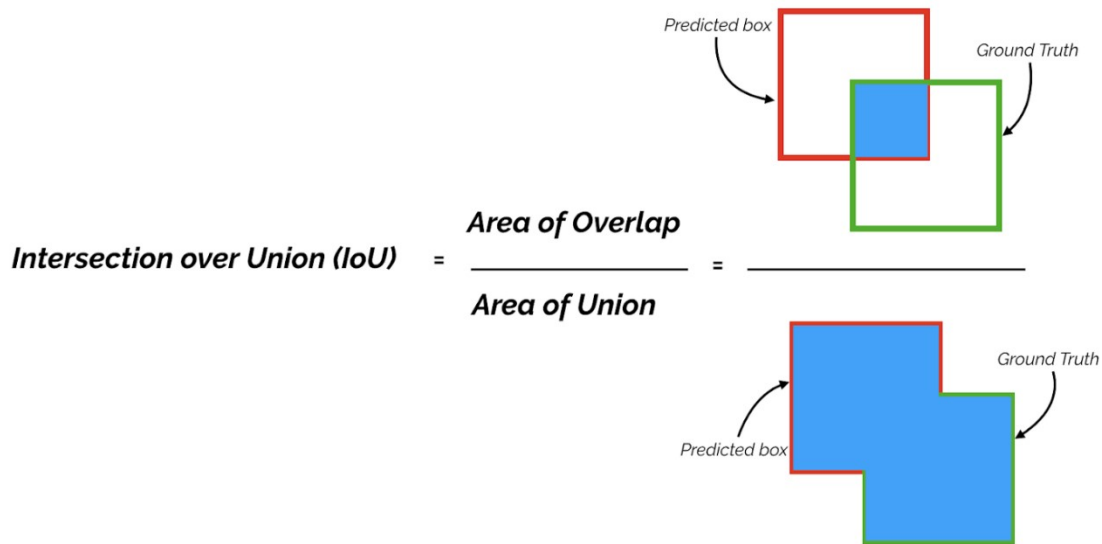 Predicted box
Ground Truth
Intersection over Union (IoU) = Area of Overlap =
Area of Union
Ground Truth
Predicted box